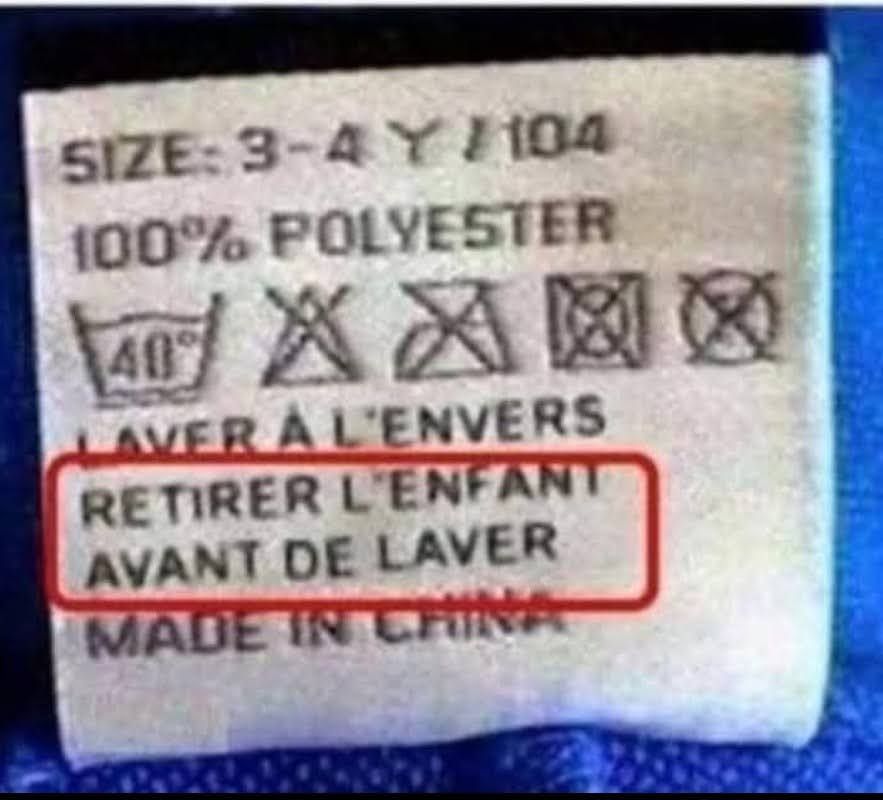 SIZE: 3-4 Y / 104
100% POLYESTER
40°
LAVER À L'ENVERS
RETIRER L'ENFANT
AVANT DE LAVER
MADE IN CHINA